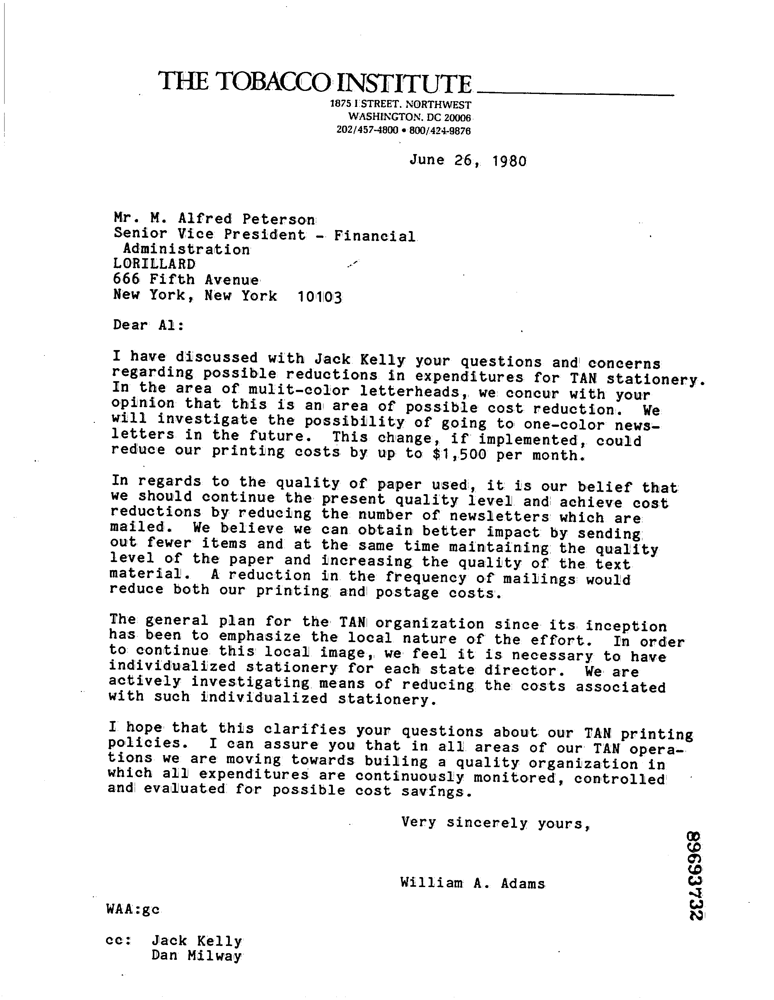 THE TOBACCO INSTITUTE
1875 I STREET, NORTHWEST
WASHINGTON, DC 20006
202/457-4800 • 800/424-9876
June 26, 1980
Mr. M. Alfred Peterson
Senior Vice President - Financial
Administration
LORILLARD
666 Fifth Avenue
New York, New York 10103
Dear Al:
I have discussed with Jack Kelly your questions and concerns
regarding possible reductions in expenditures for TAN stationery.
In the area of mulit-color letterheads, we concur with your
opinion that this is an area of possible cost reduction. We
will investigate the possibility of going to one-color news-
letters in the future. This change, if implemented, could
reduce our printing costs by up to $1,500 per month.
In regards to the quality of paper used, it is our belief that
we should continue the present quality level and achieve cost
reductions by reducing the number of newsletters which are
mailed. We believe we can obtain better impact by sending
out fewer items and at the same time maintaining the quality
level of the paper and increasing the quality of the text
material. A reduction in the frequency of mailings would
reduce both our printing and postage costs.
The general plan for the TAN organization since its inception
has been to emphasize the local nature of the effort. In order
to continue this local image, we feel it is necessary to have
individualized stationery for each state director. We are
actively investigating means of reducing the costs associated
with such individualized stationery.
I hope that this clarifies your questions about our TAN printing
policies. I can assure you that in all areas of our TAN opera-
tions we are moving towards builing a quality organization in
which all expenditures are continuously monitored, controlled
and evaluated for possible cost savings.
Very sincerely yours,
William A. Adams
WAA:gc
cc: Jack Kelly
Dan Milway
89693732